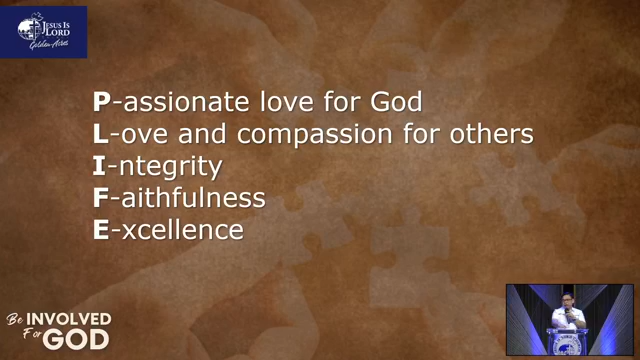 JESUS IS
LORD
Golden Acres
P-assionate love for God
L-ove and compassion for others
I-ntegrity
F-aithfulness
E-xcellence
Be INVOLVED
For GOD